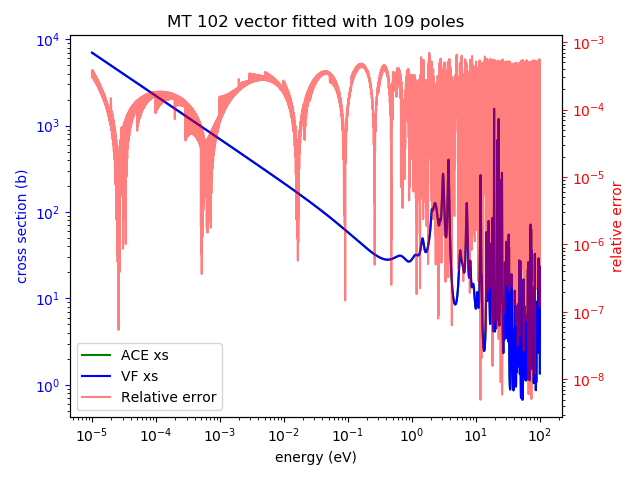 MT 102 vector fitted with 109 poles
10⁴
10³
10²
10¹
10⁰
cross section (b)
10⁻³
10⁻⁴
10⁻⁵
10⁻⁶
10⁻⁷
10⁻⁸
relative error
ACE xs
VF xs
Relative error
10⁻⁵ 10⁻⁴ 10⁻³ 10⁻² 10⁻¹ 10⁰ 10¹ 10²
energy (eV)